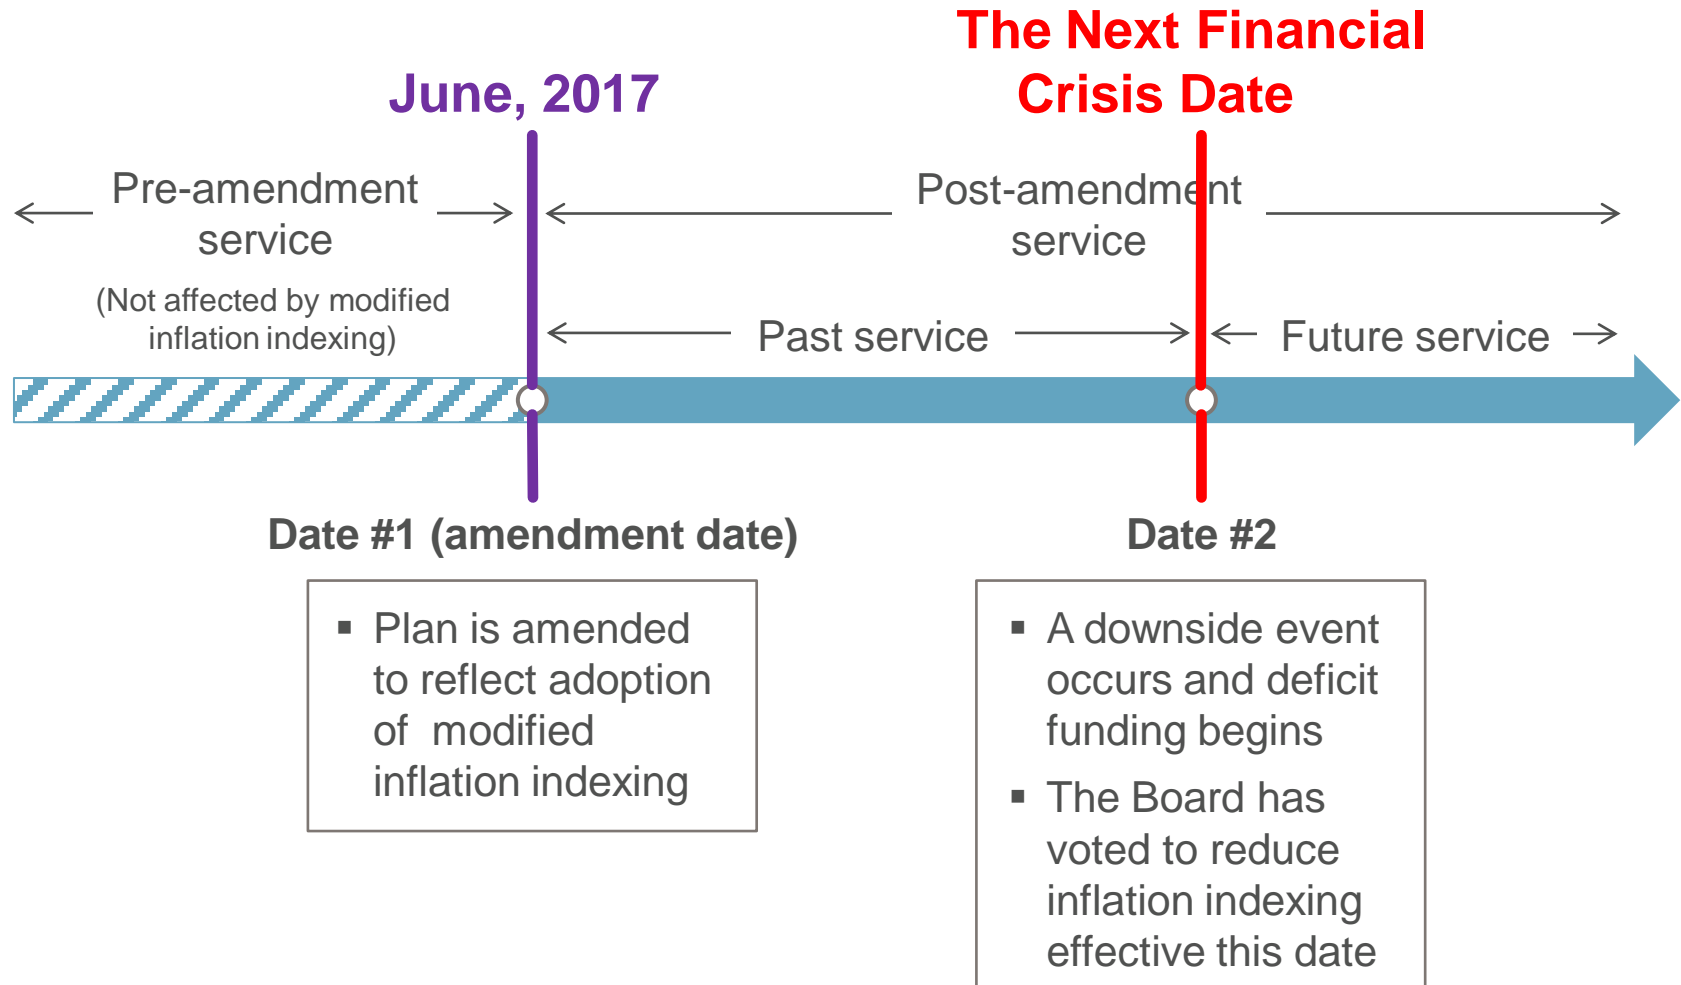 The Next Financial
Crisis Date
June, 2017
Pre-amendment
service
(Not affected by modified
inflation indexing)
Post-amendment
service
Past service
Future service
Date #1 (amendment date)
▪ Plan is amended
to reflect adoption
of modified
inflation indexing
Date #2
▪ A downside event
occurs and deficit
funding begins
▪ The Board has
voted to reduce
inflation indexing
effective this date